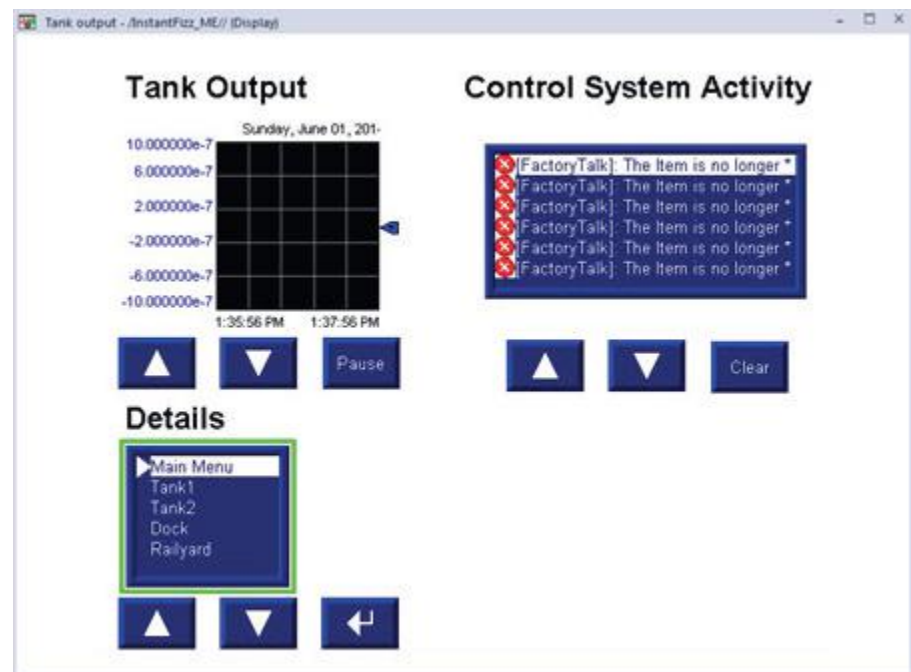 Tank output - /InstantFizz_ME// (Display)
Tank Output
Sunday, June 01, 201-
10.000000e-7
6.000000e-7
2.000000e-7
-2.000000e-7
-6.000000e-7
-10.000000e-7
1:35:56 PM 1:37:56 PM
Pause
Control System Activity
[FactoryTalk]: The Item is no longer *
[FactoryTalk]: The Item is no longer *
[FactoryTalk]: The Item is no longer *
[FactoryTalk]: The Item is no longer *
[FactoryTalk]: The Item is no longer *
[FactoryTalk]: The Item is no longer *
Clear
Details
Main Menu
Tank1
Tank2
Dock
Railyard